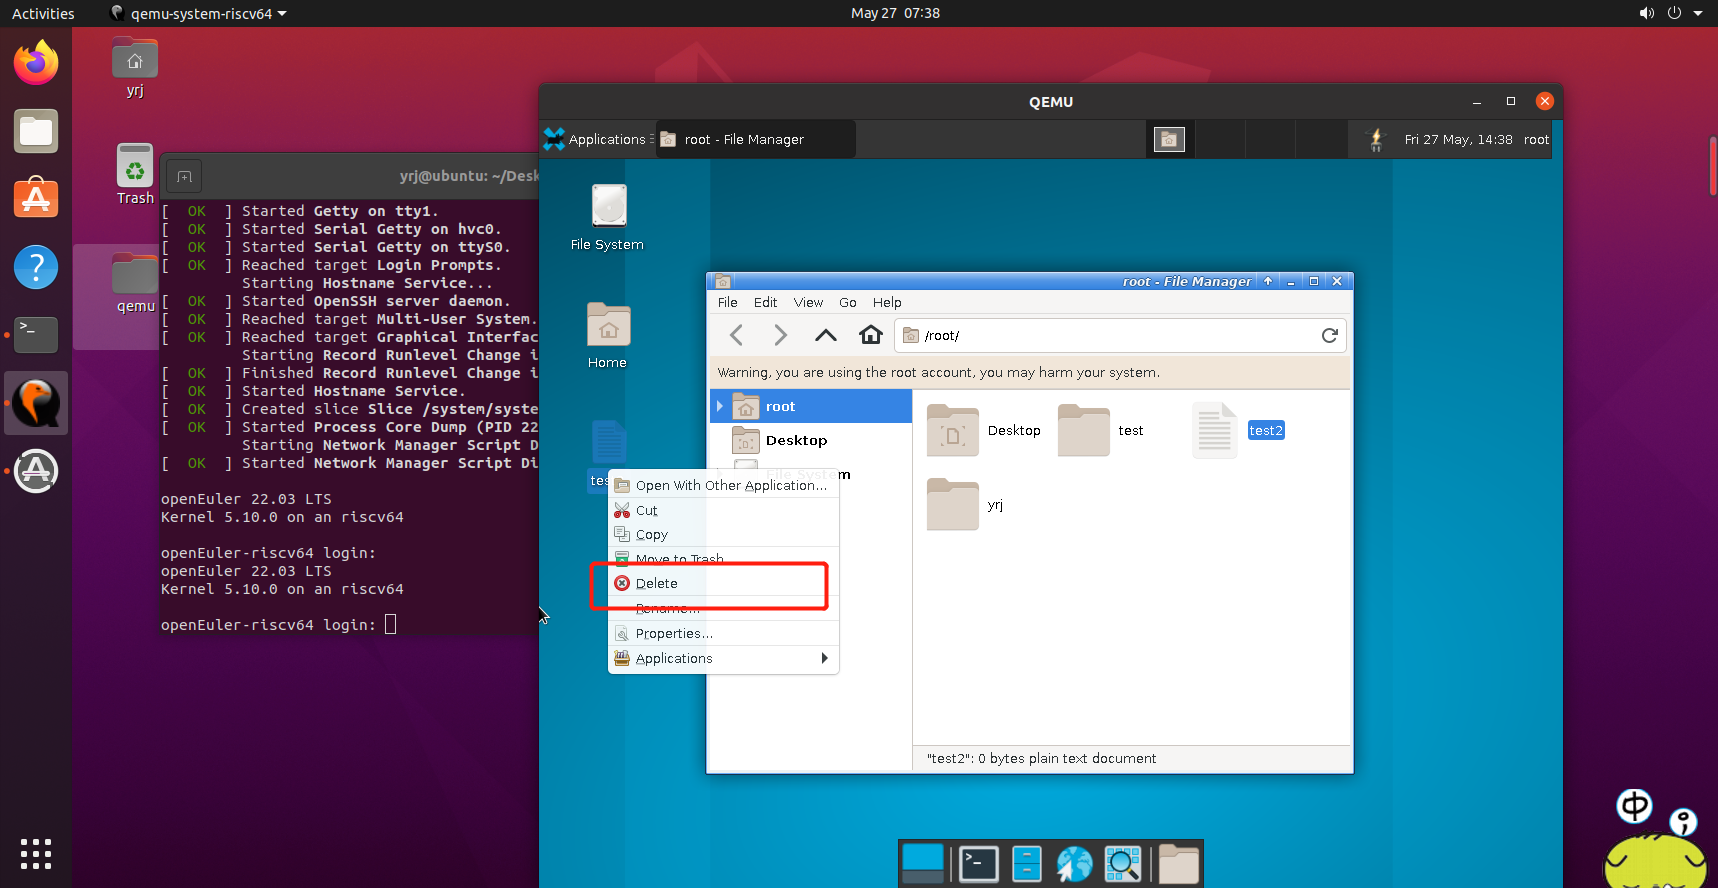 Activities
qemu-system-riscv64
May 27 07:38
yrj
Trash
qemu
yrj@ubuntu: ~/Desk
[ OK ] Started Getty on tty1.
[ OK ] Started Serial Getty on hvc0.
[ OK ] Started Serial Getty on ttyS0.
[ OK ] Reached target Login Prompts.
Starting Hostname Service...
[ OK ] Started OpenSSH server daemon.
[ OK ] Reached target Multi-User System.
[ OK ] Reached target Graphical Interfac
Starting Record Runlevel Change i
[ OK ] Finished Record Runlevel Change i
[ OK ] Started Hostname Service.
[ OK ] Created slice Slice /system/syste
[ OK ] Started Process Core Dump (PID 22
Starting Network Manager Script D
[ OK ] Started Network Manager Script Di
openEuler 22.03 LTS
Kernel 5.10.0 on an riscv64
openEuler-riscv64 login:
openEuler 22.03 LTS
Kernel 5.10.0 on an riscv64
openEuler-riscv64 login:
QEMU
Applications
root - File Manager
Fri 27 May, 14:38
root
File System
Home
tes
root - File Manager
File Edit View Go Help
/root/
Warning, you are using the root account, you may harm your system.
root
Desktop
File System
Desktop
test
test2
yrj
"test2": 0 bytes plain text document
Open With Other Application...
Cut
Copy
Move to Trash
Delete
Rename...
Properties...
Applications
中